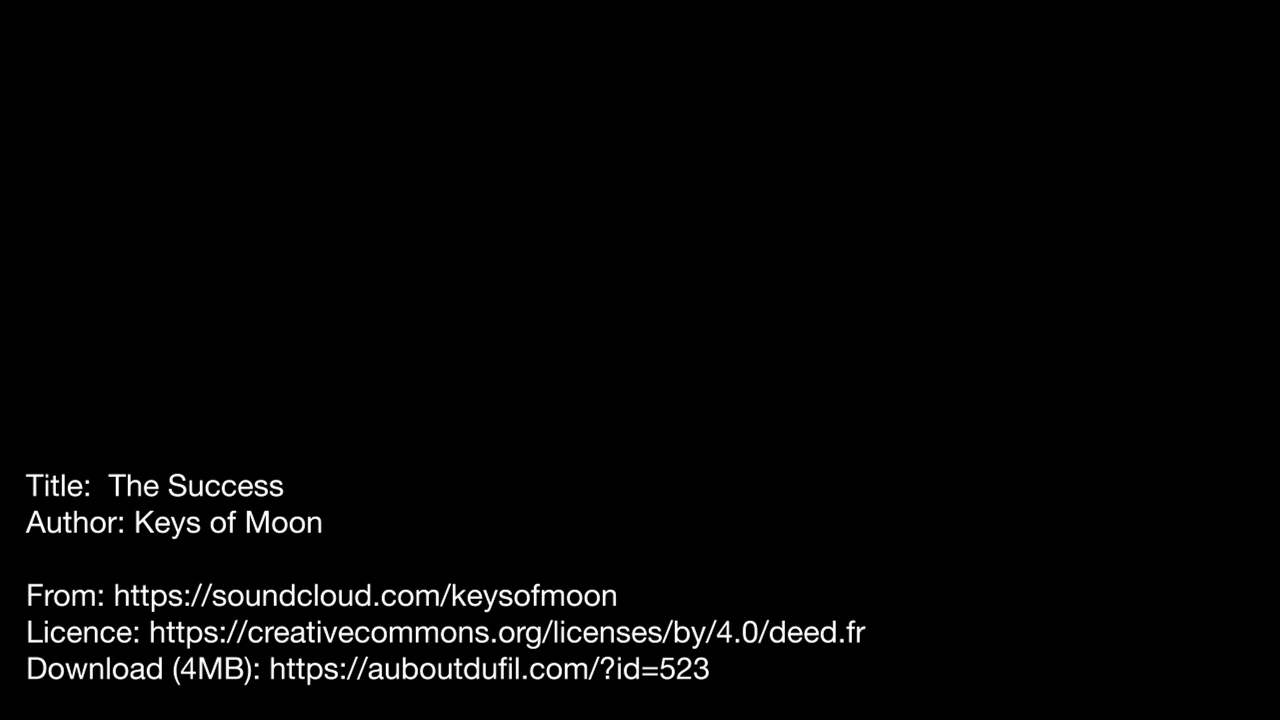 Title:  The Success
Author: Keys of Moon
From: https://soundcloud.com/keysofmoon
Licence: https://creativecommons.org/licenses/by/4.0/deed.fr
Download (4MB): https://auboutdufil.com/?id=523